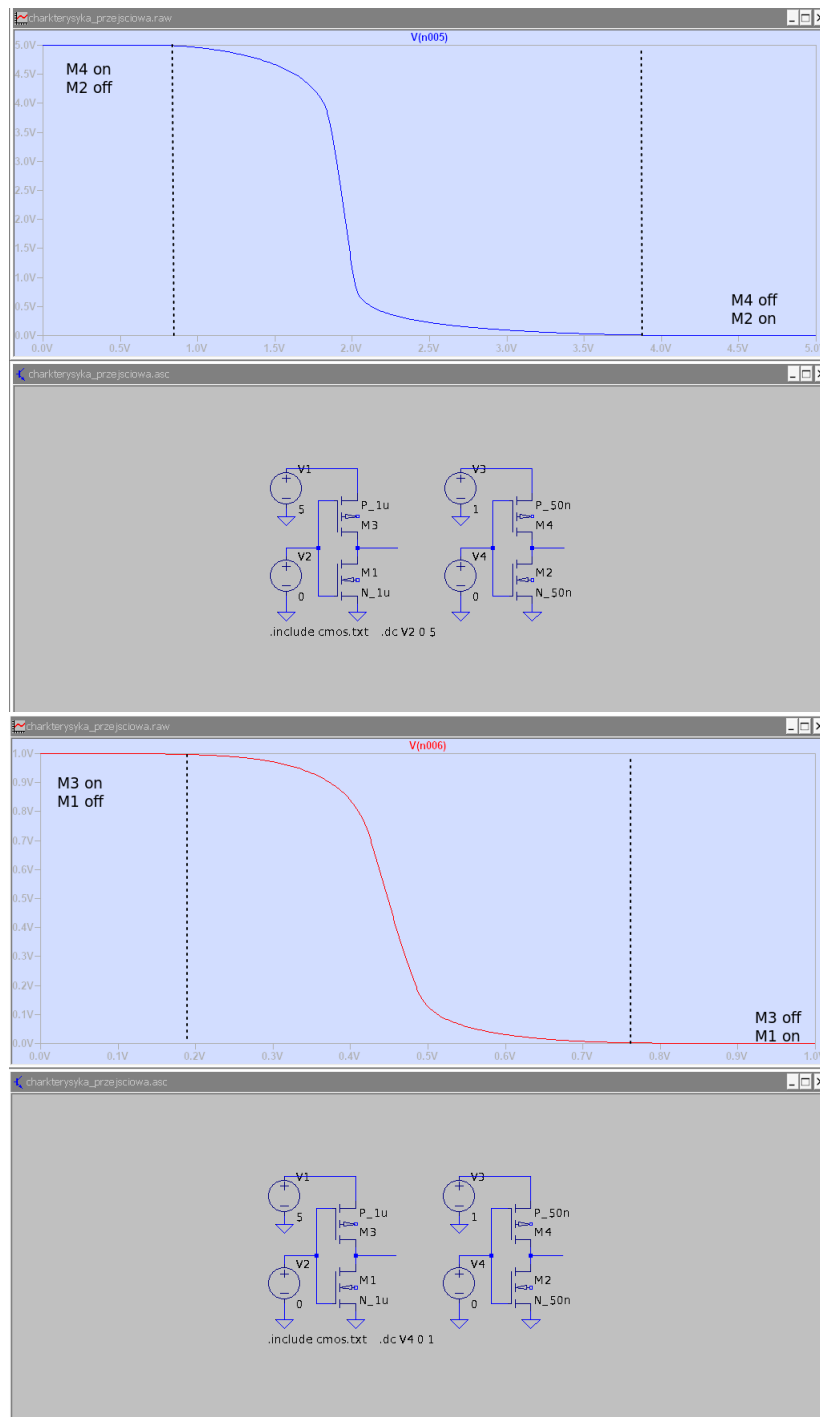 charkterysyka_przejsciowa.raw
V(n005)
5.0V
4.5V
4.0V
3.5V
3.0V
2.5V
2.0V
1.5V
1.0V
0.5V
0.0V
M4 on
M2 off
M4 off
M2 on
0.0V 0.5V 1.0V 1.5V 2.0V 2.5V 3.0V 3.5V 4.0V 4.5V 5.0V
charkterysyka_przejsciowa.asc
V1 V3
P_1u P_50n
5 M3 1 M4
V2 M1 V4 M2
0 N_1u 0 N_50n
.include cmos.txt .dc V2 0 5
charkterysyka_przejsciowa.raw
V(n006)
1.0V
0.9V
0.8V
0.7V
0.6V
0.5V
0.4V
0.3V
0.2V
0.1V
0.0V
M3 on
M1 off
M3 off
M1 on
0.0V 0.1V 0.2V 0.3V 0.4V 0.5V 0.6V 0.7V 0.8V 0.9V 1.0V
charkterysyka_przejsciowa.asc
V1 V3
P_1u P_50n
5 M3 1 M4
V2 M1 V4 M2
0 N_1u 0 N_50n
.include cmos.txt .dc V4 0 1